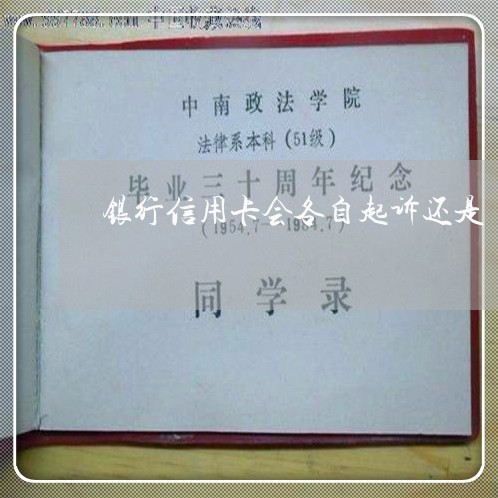 中南政法学院
法律系本科(51级)
毕业三十周年纪念
银行信用卡会各自起诉还是
(1954.7—1984.7)
同学录